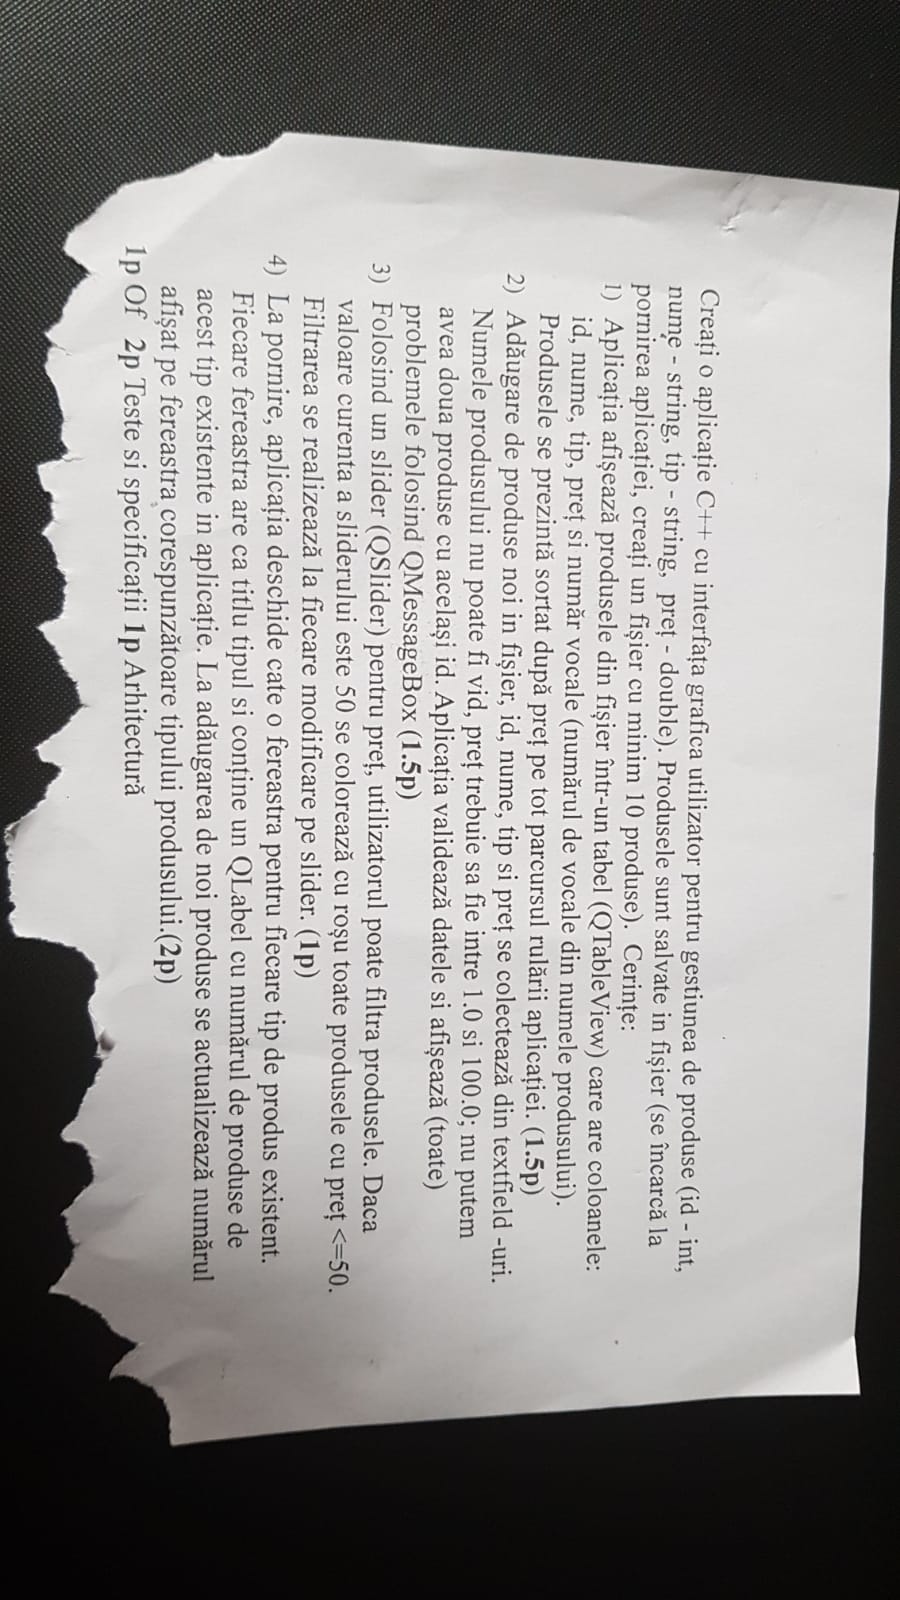 Creați o aplicație C++ cu interfața grafica utilizator pentru gestiunea de produse (id - int,
nume - string, tip - string, preț - double). Produsele sunt salvate in fișier (se încarcă la
pornirea aplicației, creați un fișier cu minim 10 produse). Cerințe:
1) Aplicația afișează produsele din fișier într-un tabel (QTableView) care are coloanele:
id, nume, tip, preț si număr vocale (numărul de vocale din numele produsului).
Produsele se prezintă sortat după preț pe tot parcursul rulării aplicației. (1.5p)
2) Adăugare de produse noi in fișier, id, nume, tip si preț se colectează din textfield -uri.
Numele produsului nu poate fi vid, preț trebuie sa fie intre 1.0 si 100.0; nu putem
avea doua produse cu același id. Aplicația validează datele si afișează (toate)
problemele folosind QMessageBox (1.5p)
3) Folosind un slider (QSlider) pentru preț, utilizatorul poate filtra produsele. Daca
valoare curenta a sliderului este 50 se colorează cu roșu toate produsele cu preț <=50.
Filtrarea se realizează la fiecare modificare pe slider. (1p)
4) La pornire, aplicația deschide cate o fereastra pentru fiecare tip de produs existent.
Fiecare fereastra are ca titlu tipul si conține un QLabel cu numărul de produse de
acest tip existente in aplicație. La adăugarea de noi produse se actualizează numărul
afișat pe fereastra corespunzătoare tipului produsului.(2p)
1p Of 2p Teste si specificații 1p Arhitectură